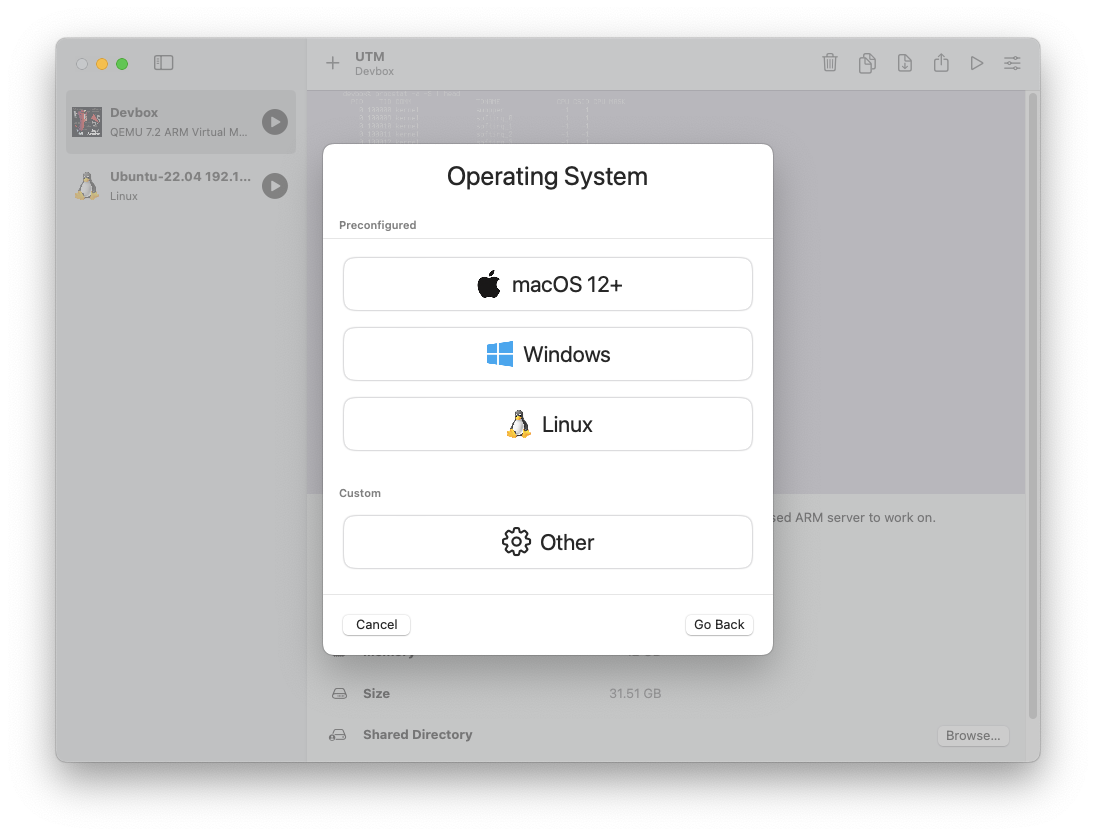 UTM
Devbox
Devbox
QEMU 7.2 ARM Virtual M...
Ubuntu-22.04 192.1...
Linux
Operating System
Preconfigured
macOS 12+
Windows
Linux
Custom
Other
Cancel
Go Back
ARM server to work on.
Size
31.51 GB
Shared Directory
Browse...